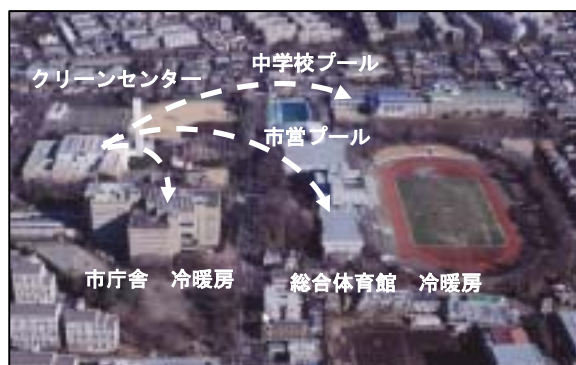 中学校プール
クリーンセンター
市営プール
市庁舎　冷暖房
総合体育館　冷暖房